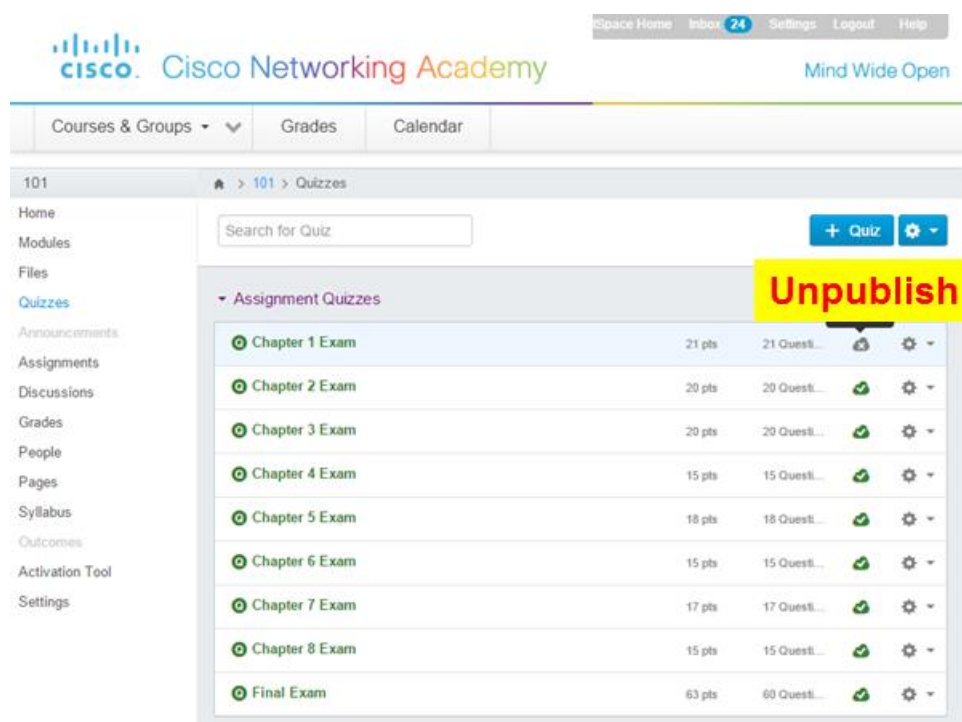 tSpace Home Inbox 24 Settings Logout Help
CISCO. Cisco Networking Academy
Mind Wide Open
Courses & Groups Grades Calendar
101
> 101 > Quizzes
Home
Modules
Files
Quizzes
Announcements
Assignments
Discussions
Grades
People
Pages
Syllabus
Outcomes
Activation Tool
Settings
Search for Quiz
+ Quiz
Unpublish
Assignment Quizzes
Chapter 1 Exam 21 pts 21 Questi...
Chapter 2 Exam 20 pts 20 Questi...
Chapter 3 Exam 20 pts 20 Questi...
Chapter 4 Exam 15 pts 15 Questi...
Chapter 5 Exam 18 pts 18 Questi...
Chapter 6 Exam 15 pts 15 Questi...
Chapter 7 Exam 17 pts 17 Questi...
Chapter 8 Exam 15 pts 15 Questi...
Final Exam 63 pts 60 Questi...